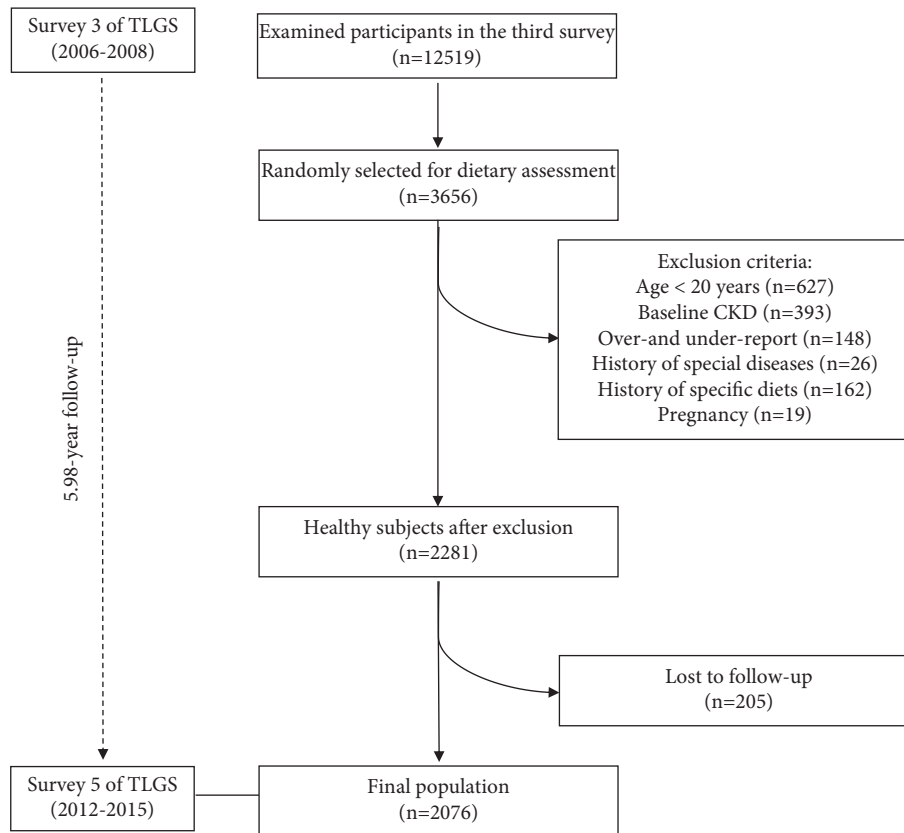 Survey 3 of TLGS
(2006-2008)
Examined participants in the third survey
(n=12519)
Randomly selected for dietary assessment
(n=3656)
Exclusion criteria:
Age < 20 years (n=627)
Baseline CKD (n=393)
Over-and under-report (n=148)
History of special diseases (n=26)
History of specific diets (n=162)
Pregnancy (n=19)
5.98-year follow-up
Healthy subjects after exclusion
(n=2281)
Lost to follow-up
(n=205)
Survey 5 of TLGS
(2012-2015)
Final population
(n=2076)